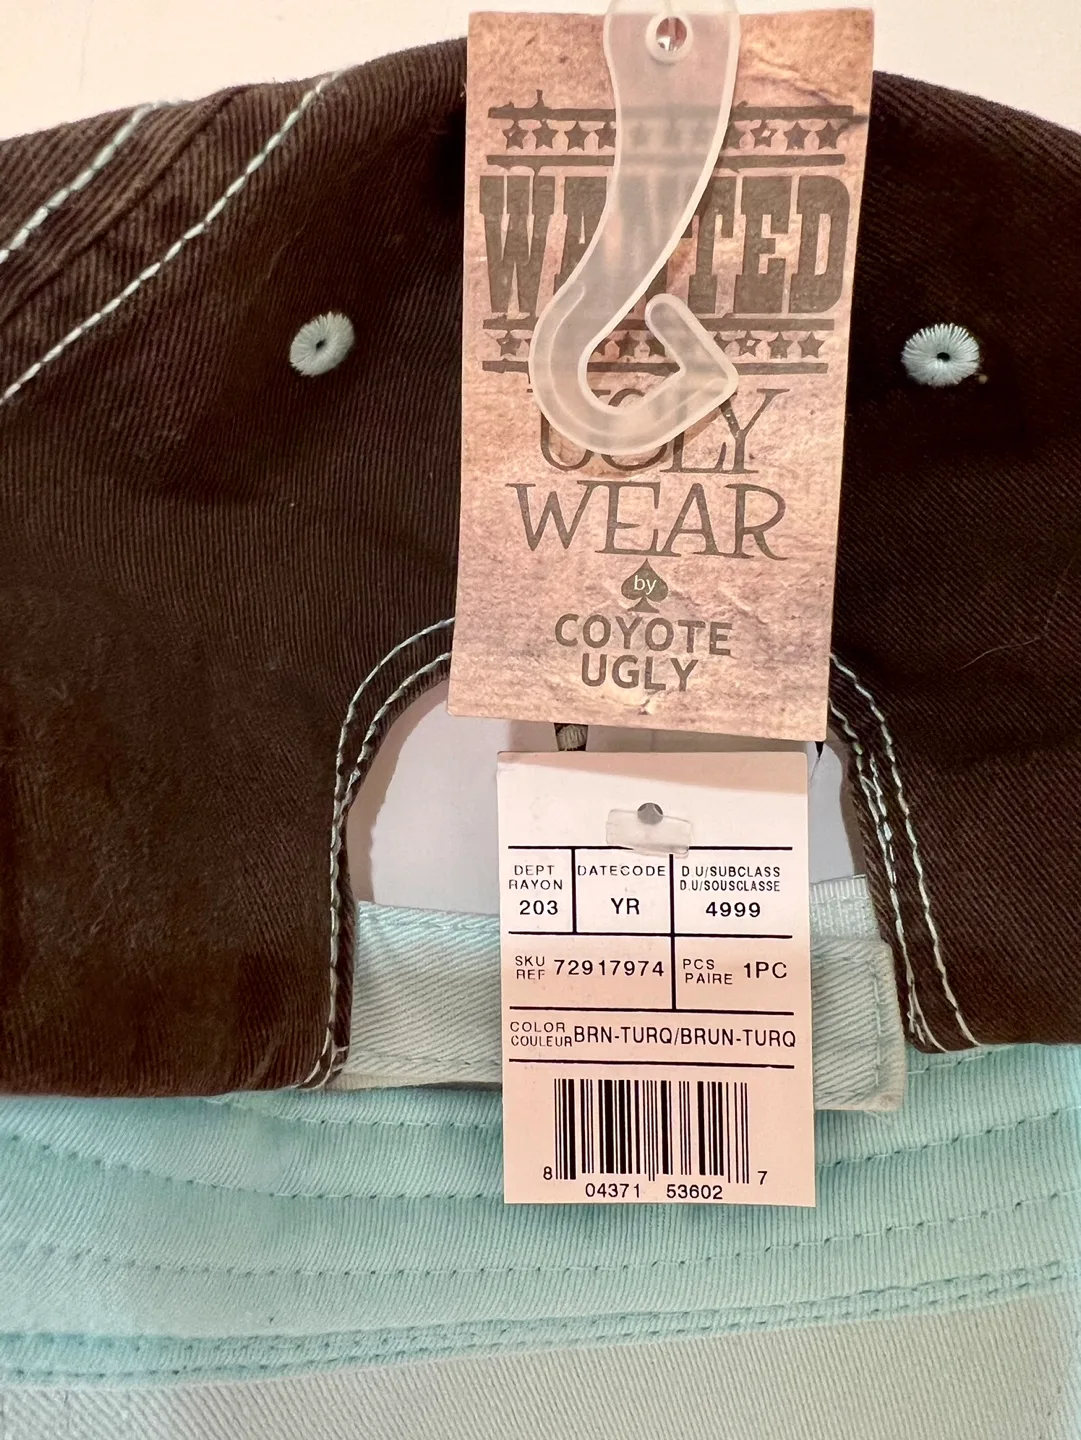 WANTED
UGLY
WEAR
by
COYOTE
UGLY
DEPT
RAYON
203
DATECODE
YR
D.U/SUBCLASS
D.U/SOUSCLASSE
4999
SKU
REF
72917974
PCS
PAIRE
1PC
COLOR
COULEUR
BRN-TURQ/BRUN-TURQ
8 04371 53602 7